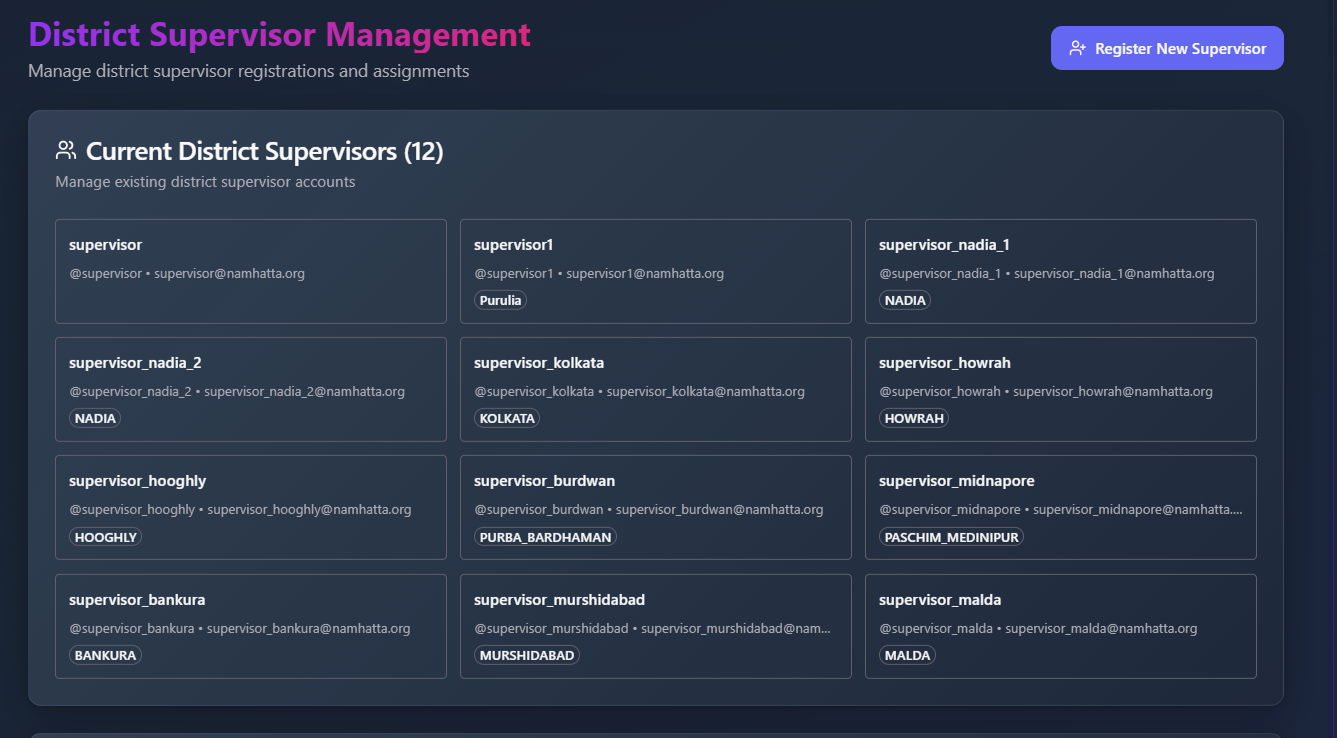 District Supervisor Management
Manage district supervisor registrations and assignments
Register New Supervisor
Current District Supervisors (12)
Manage existing district supervisor accounts
supervisor
@supervisor • supervisor@namhatta.org
supervisor1
@supervisor1 • supervisor1@namhatta.org
Purulia
supervisor_nadia_1
@supervisor_nadia_1 • supervisor_nadia_1@namhatta.org
NADIA
supervisor_nadia_2
@supervisor_nadia_2 • supervisor_nadia_2@namhatta.org
NADIA
supervisor_kolkata
@supervisor_kolkata • supervisor_kolkata@namhatta.org
KOLKATA
supervisor_howrah
@supervisor_howrah • supervisor_howrah@namhatta.org
HOWRAH
supervisor_hooghly
@supervisor_hooghly • supervisor_hooghly@namhatta.org
HOOGHLY
supervisor_burdwan
@supervisor_burdwan • supervisor_burdwan@namhatta.org
PURBA_BARDHAMAN
supervisor_midnapore
@supervisor_midnapore • supervisor_midnapore@namhatta....
PASCHIM_MEDINIPUR
supervisor_bankura
@supervisor_bankura • supervisor_bankura@namhatta.org
BANKURA
supervisor_murshidabad
@supervisor_murshidabad • supervisor_murshidabad@nam...
MURSHIDABAD
supervisor_malda
@supervisor_malda • supervisor_malda@namhatta.org
MALDA